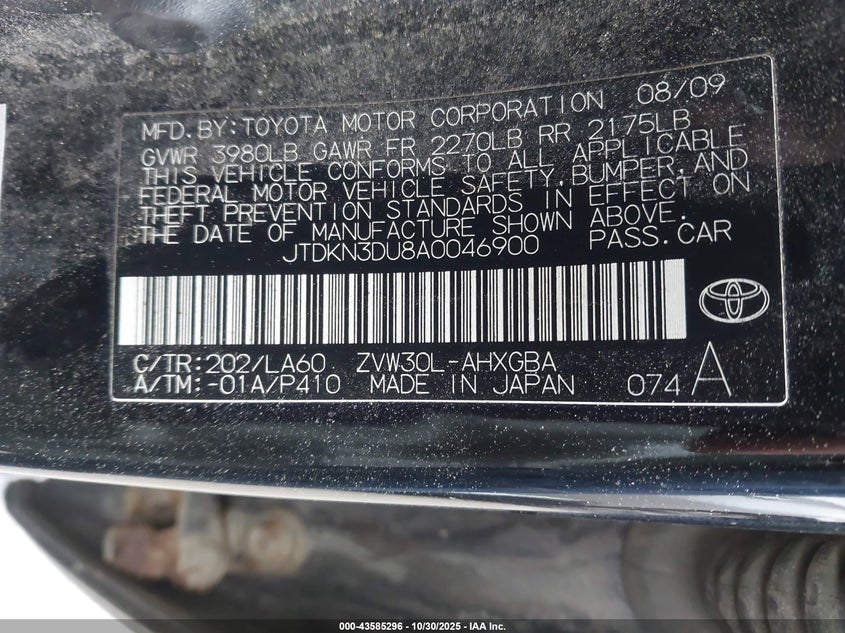 08/09
MFD.BY:TOYOTA MOTOR CORPORATION
GVWR 3980LB GAWR FR 2270LB RR 2175LB
THIS VEHICLE CONFORMS TO ALL APPLICABLE
FEDERAL MOTOR VEHICLE SAFETY,BUMPER,AND
THEFT PREVENTION STANDARDS IN EFFECT ON
THE DATE OF MANUFACTURE SHOWN ABOVE.
JTDKN3DU8A0046900 PASS.CAR
C/TR:202/LA60 ZVW30L-AHXGBA
A/TM:-01A/P410 MADE IN JAPAN 074 A
000-43585296 - 10/30/2025 - IAA Inc.